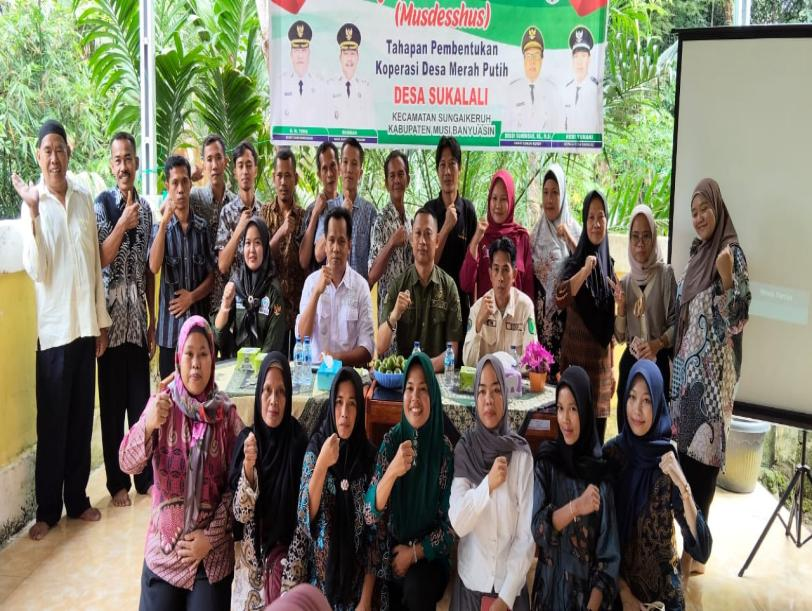 (Musdesshus)
Tahapan Pembentukan
Koperasi Desa Merah Putih
DESA SUKALALI
KECAMATAN SUNGAIKERUH
KABUPATEN MUSI BANYUASIN